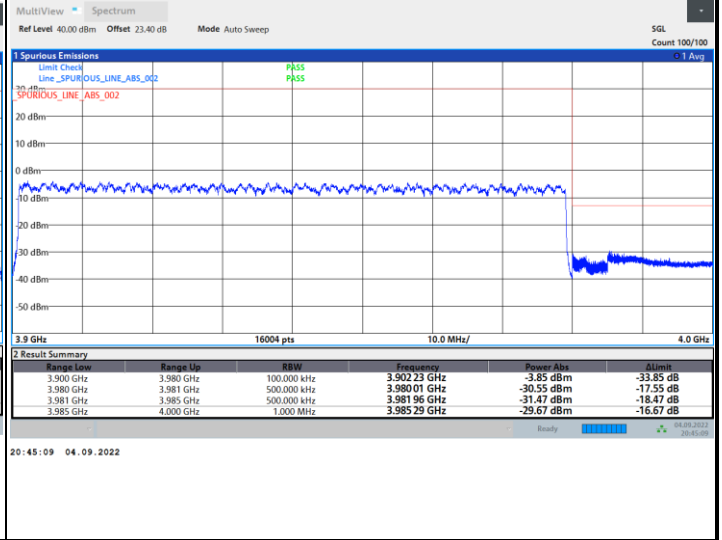 MultiView Spectrum
Ref Level 40.00 dBm Offset 23.40 dB Mode Auto Sweep SGL
Count 100/100
1 Spurious Emissions 1 Avg
Limit Check PASS
Line _SPURIOUS_LINE_ABS_002 PASS
30 dBm
_SPURIOUS_LINE_ABS_002
20 dBm
10 dBm
0 dBm
-10 dBm
-20 dBm
-30 dBm
-40 dBm
-50 dBm
3.9 GHz 16004 pts 10.0 MHz/ 4.0 GHz
2 Result Summary
Range Low Range Up RBW Frequency Power Abs ΔLimit
3.900 GHz 3.980 GHz 100.000 kHz 3.902 23 GHz -3.85 dBm -33.85 dB
3.980 GHz 3.981 GHz 500.000 kHz 3.980 01 GHz -30.55 dBm -17.55 dB
3.981 GHz 3.985 GHz 500.000 kHz 3.981 96 GHz -31.47 dBm -18.47 dB
3.985 GHz 4.000 GHz 1.000 MHz 3.985 29 GHz -29.67 dBm -16.67 dB
Ready 04.09.2022
20:45:09
20:45:09 04.09.2022